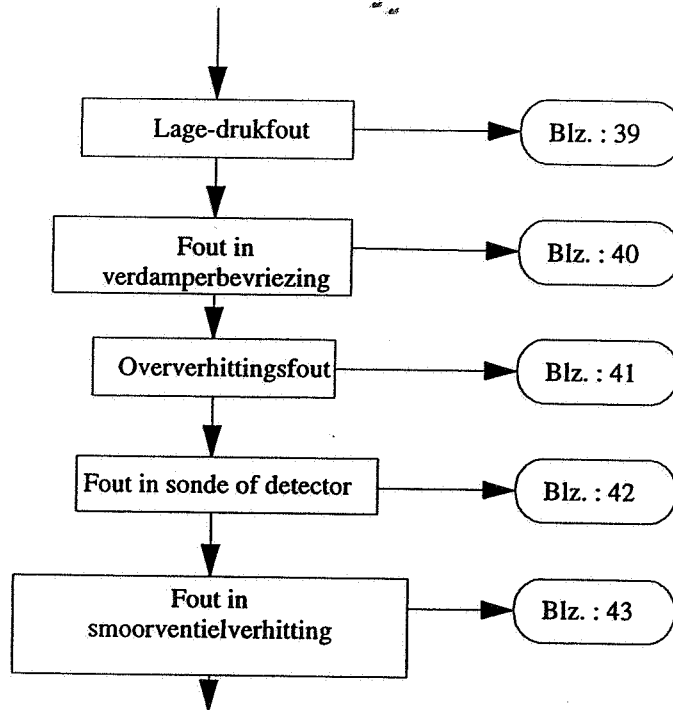 Lage-drukfout
Blz. : 39
Fout in
verdamperbevriezing
Blz. : 40
Oververhittingsfout
Blz. : 41
Fout in sonde of detector
Blz. : 42
Fout in
smoorventielverhitting
Blz. : 43